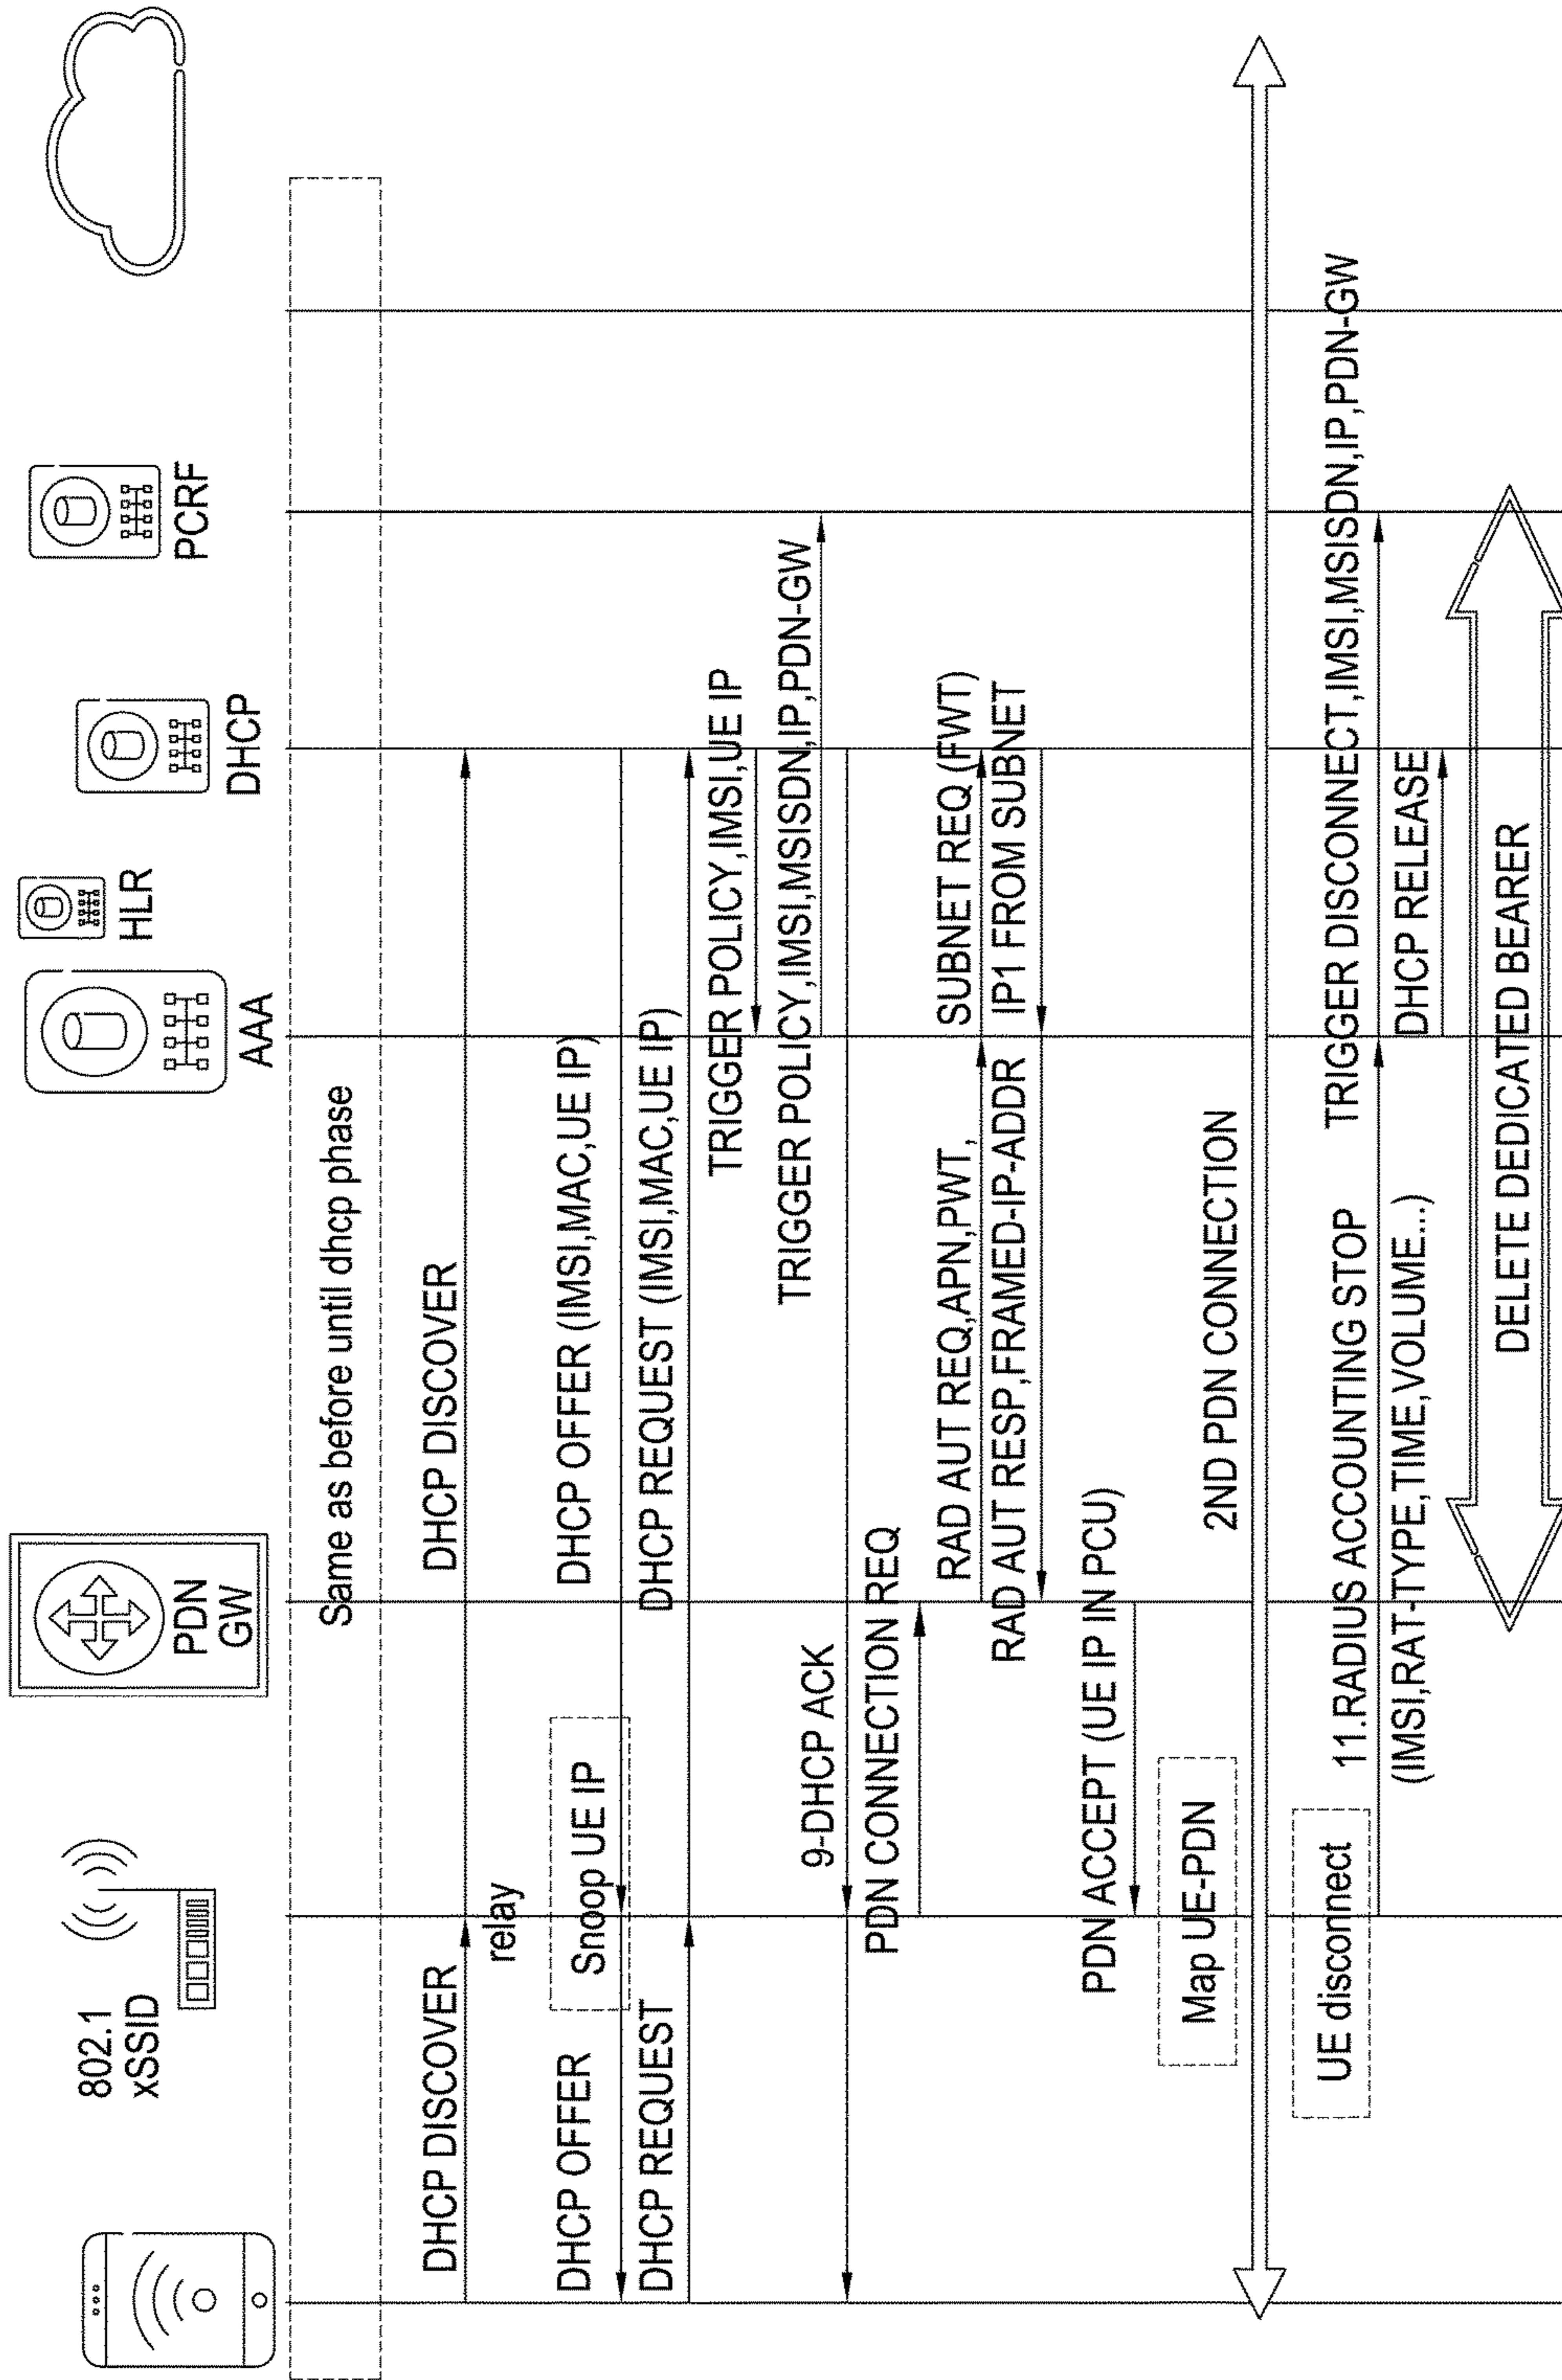 802.1
xSSID
PDN
GW
AAA
HLR
DHCP
PCRF
Same as before until dhcp phase
DHCP DISCOVER
DHCP DISCOVER
relay
DHCP OFFER
Snoop UE IP
DHCP OFFER (IMSI,MAC,UE IP)
DHCP REQUEST
DHCP REQUEST (IMSI,MAC,UE IP)
TRIGGER POLICY,IMSI,UE IP
TRIGGER POLICY,IMSI,MSISDN,IP,PDN-GW
9-DHCP ACK
PDN CONNECTION REQ
RAD AUT REQ,APN,PWT,
SUBNET REQ (FWT)
RAD AUT RESP,FRAMED-IP-ADDR
IP1 FROM SUBNET
PDN ACCEPT (UE IP IN PCU)
Map UE-PDN
2ND PDN CONNECTION
UE disconnect
11.RADIUS ACCOUNTING STOP
(IMSI,RAT-TYPE,TIME,VOLUME...)
TRIGGER DISCONNECT,IMSI,MSISDN,IP,PDN-GW
DHCP RELEASE
DELETE DEDICATED BEARER